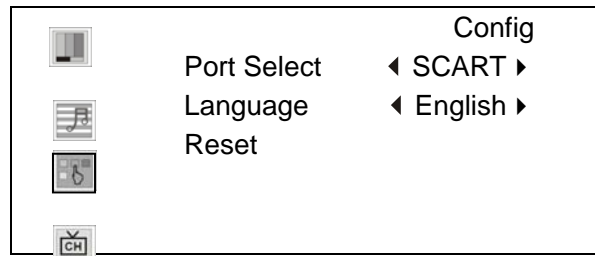 Config
Port Select SCART
Language English
Reset
CH